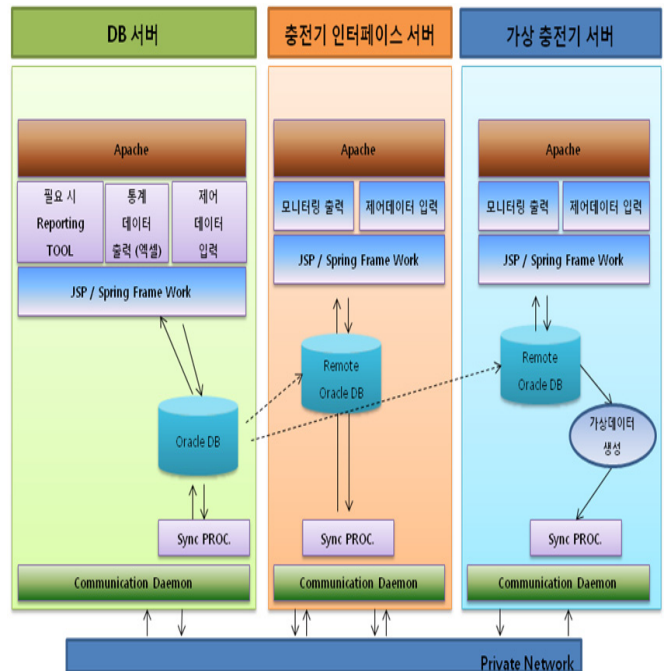 DB 서버
충전기 인터페이스 서버
가상 충전기 서버
Apache
필요 시
Reporting
TOOL
통계
데이터
출력 (엑셀)
제어
데이터
입력
JSP / Spring Frame Work
Oracle DB
Sync PROC.
Communication Daemon
Apache
모니터링 출력
제어데이터 입력
JSP / Spring Frame Work
Remote
Oracle DB
Sync PROC.
Communication Daemon
Apache
모니터링 출력
제어데이터 입력
JSP / Spring Frame Work
Remote
Oracle DB
가상데이터
생성
Sync PROC.
Communication Daemon
Private Network